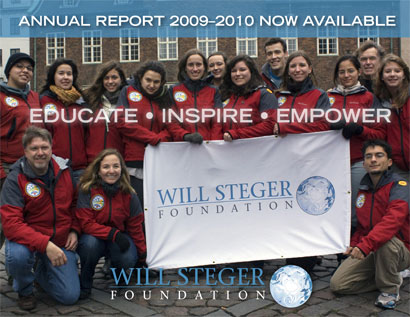 ANNUAL REPORT 2009-2010 NOW AVAILABLE
EDUCATE • INSPIRE • EMPOWER
WILL STEGER
FOUNDATION
WILL STEGER
FOUNDATION